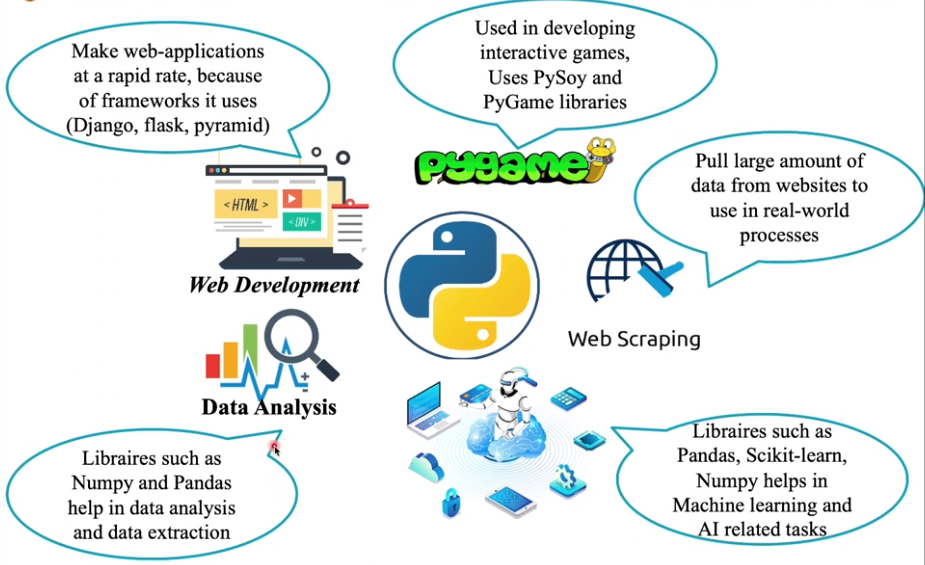 Make web-applications
at a rapid rate, because
of frameworks it uses
(Django, flask, pyramid)
Used in developing
interactive games,
Uses PySoy and
PyGame libraries
pygame
Pull large amount of
data from websites to
use in real-world
processes
< HTML >
< DIV >
Web Development
Web Scraping
Data Analysis
Libraires such as
Numpy and Pandas
help in data analysis
and data extraction
Libraires such as
Pandas, Scikit-learn,
Numpy helps in
Machine learning and
AI related tasks